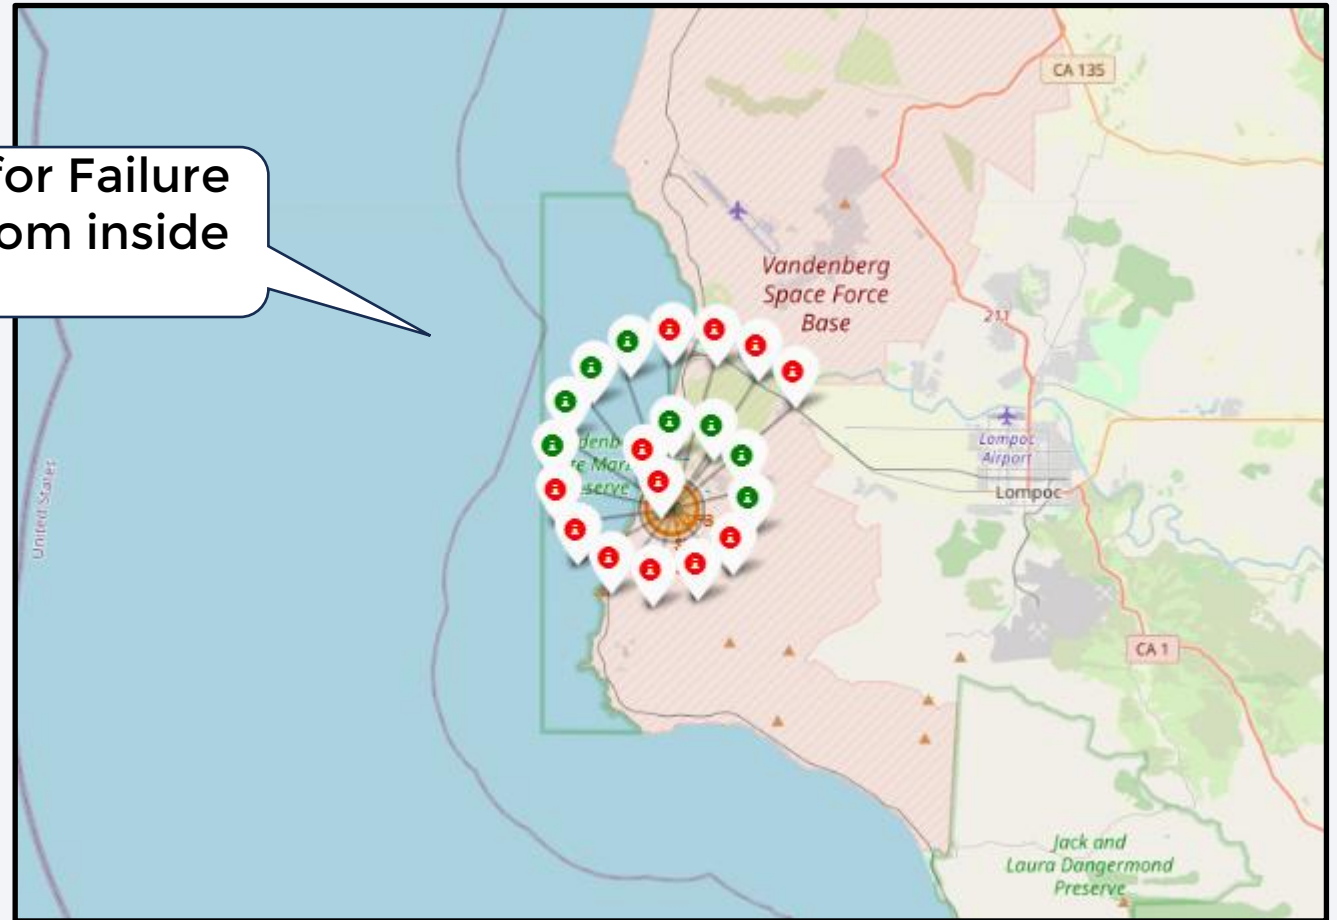 CA 135
for Failure
om inside
Vandenberg
Space Force
Base
211
Lompoc
Airport
Lompoc
United States
CA 1
Jack and
Laura Dangermond
Preserve